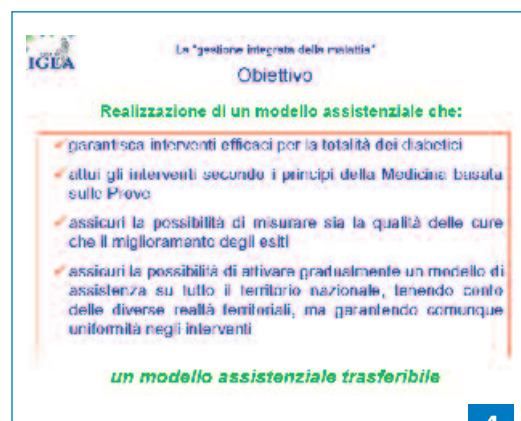 IGEA
La "gestione integrata della malattia"
Obiettivo
Realizzazione di un modello assistenziale che:
✓garantisca interventi efficaci per la totalità dei diabetici
✓attui gli interventi secondo i principi della Medicina basata
sulle Prove
✓assicuri la possibilità di misurare sia la qualità delle cure
che il miglioramento degli esiti
✓assicuri la possibilità di attivare gradualmente un modello di
assistenza su tutto il territorio nazionale, tenendo conto
delle diverse realtà territoriali, ma garantendo comunque
uniformità negli interventi
un modello assistenziale trasferibile